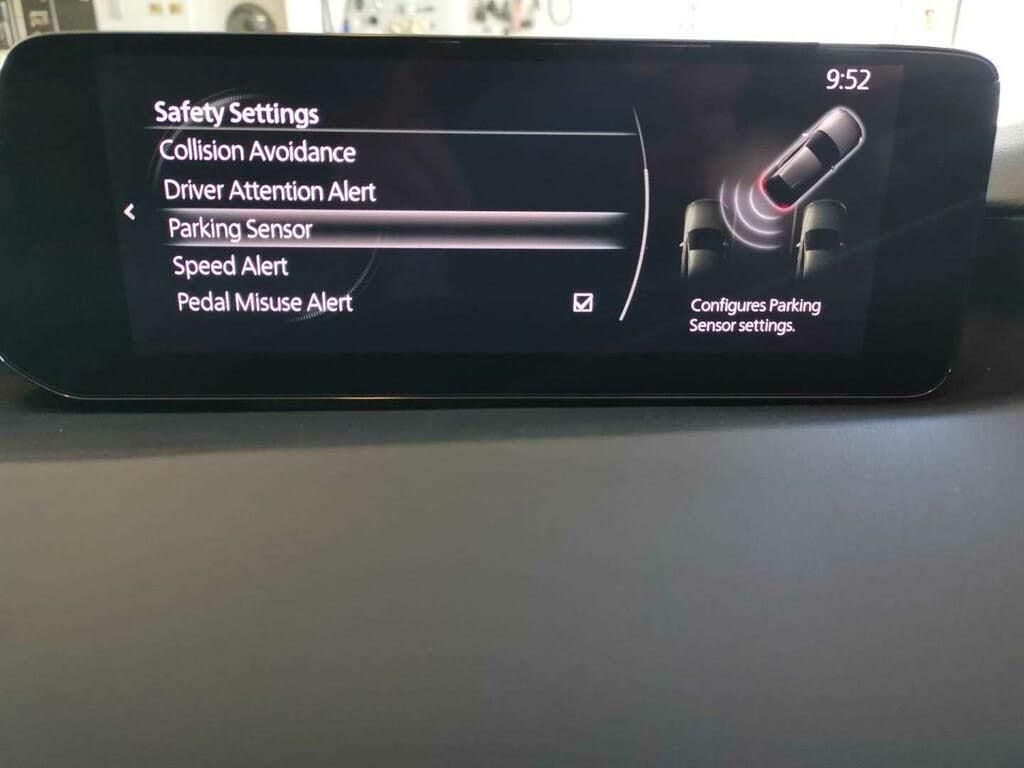 9:52
Safety Settings
Collision Avoidance
Driver Attention Alert
Parking Sensor
Speed Alert
Pedal Misuse Alert
Configures Parking
Sensor settings.